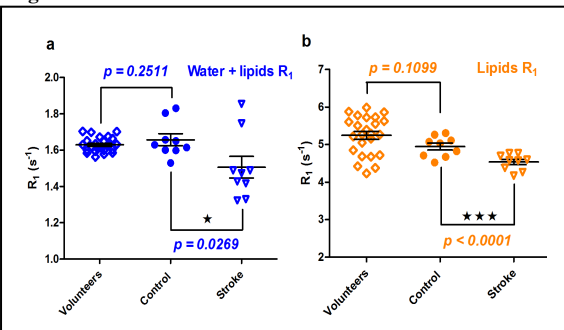 a
p = 0.2511
Water + lipids R1
2.0
1.8
1.6
1.4
1.2
1.0
R1 (s-1)
★
p = 0.0269
Volunteers
Control
Stroke
b
p = 0.1099
Lipids R1
7
6
5
4
3
2
R1 (s-1)
★★★
p < 0.0001
Volunteers
Control
Stroke